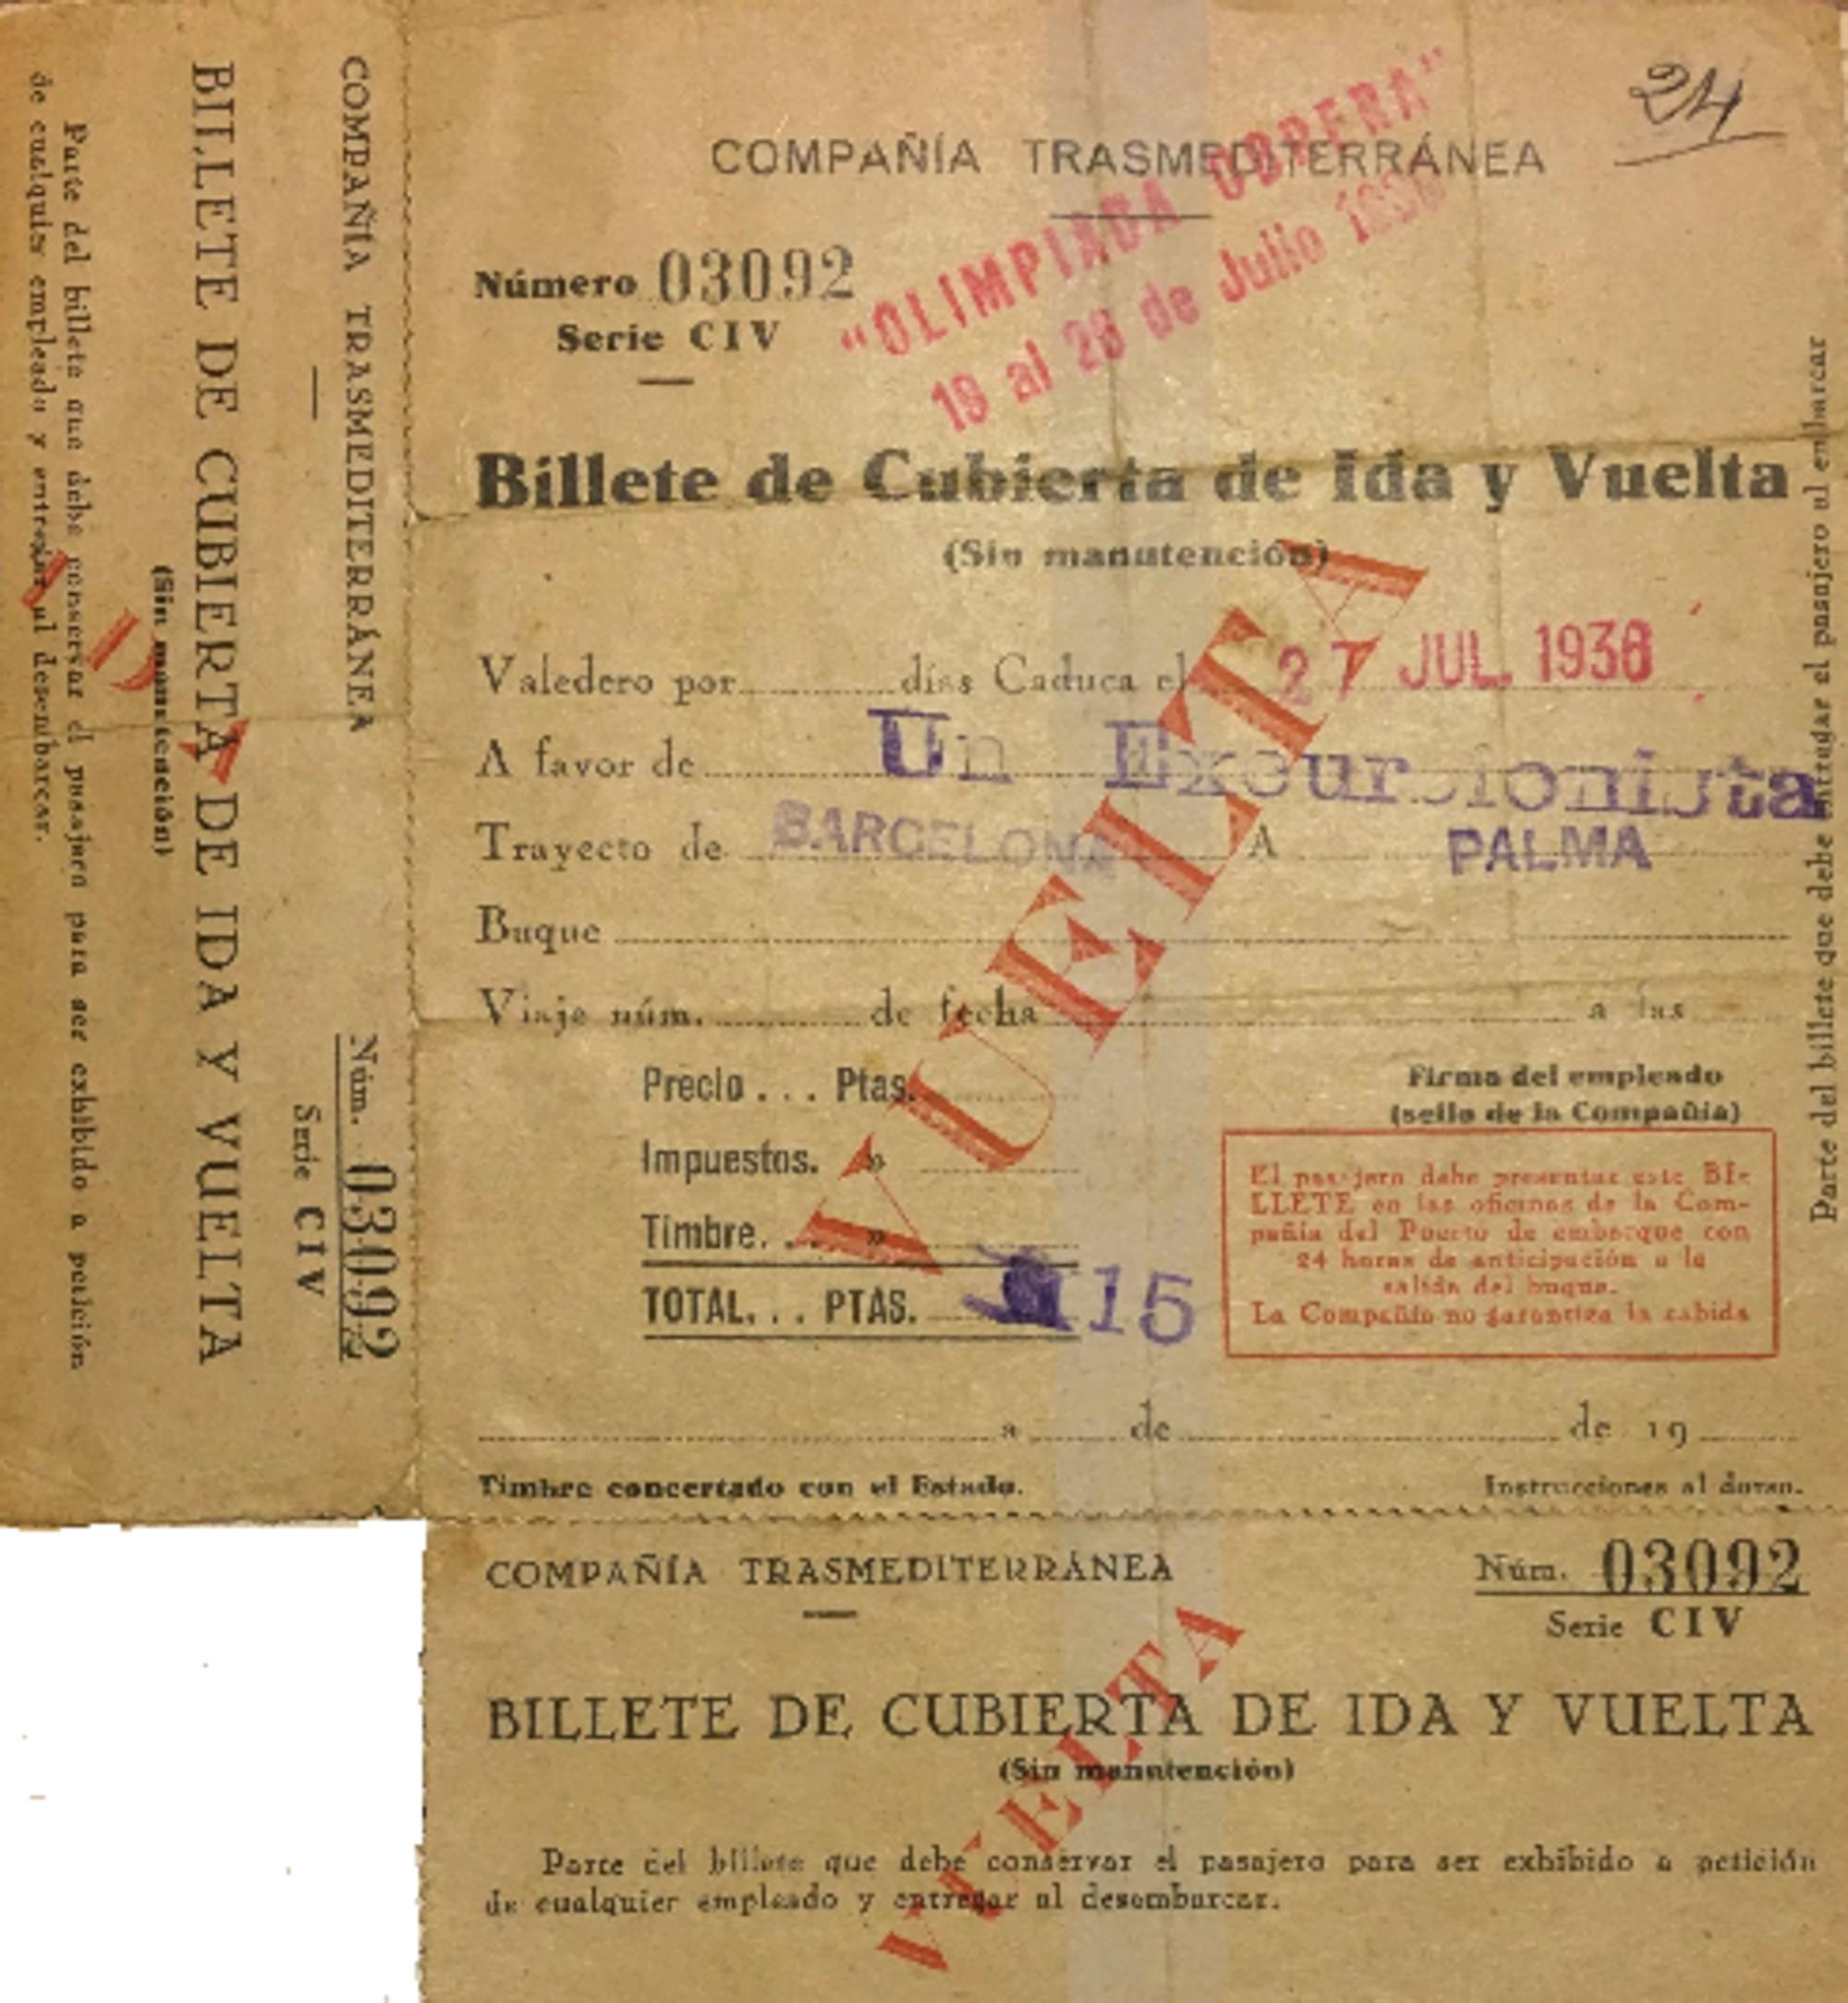 24
COMPAÑÍA TRASMEDITERRÁNEA
"OLIMPIADA OBRERA"
Número 03092
19 al 26 de Julio 1936
Serie CIV
Billete de Cubierta de Ida y Vuelta
(Sin manutención)
Valedero por días Caduca el 27 JUL. 1936
A favor de Un Excursionista
Trayecto de BARCELONA A PALMA
Buque
Viaje núm. de fecha a las
VUELTA
Precio . . . Ptas.
Impuestos. »
Timbre. . . »
TOTAL. . . PTAS. 15
Firma del empleado
(sello de la Compañía)
El pasajero debe presentar este BI-
LLETE en las oficinas de la Com-
pañía del Puerto de embarque con
24 horas de anticipación a la
salida del buque.
La Compañía no garantiza la cabida
a de de 19
Timbre concertado con el Estado. Instrucciones al dorso.
Parte del billete que debe entregar el pasajero al embarcar
COMPAÑÍA TRASMEDITERRÁNEA
Núm. 03092
Serie CIV
BILLETE DE CUBIERTA DE IDA Y VUELTA
(Sin manutención)
VUELTA
Parte del billete que debe conservar el pasajero para ser exhibido a petición
de cualquier empleado y entregar al desembarcar.
COMPAÑÍA TRASMEDITERRÁNEA
Núm. 03092
Serie CIV
BILLETE DE CUBIERTA DE IDA Y VUELTA
(Sin manutención)
IDA
Parte del billete que debe conservar el pasajero para ser exhibido a petición
de cualquier empleado y entregar al desembarcar.